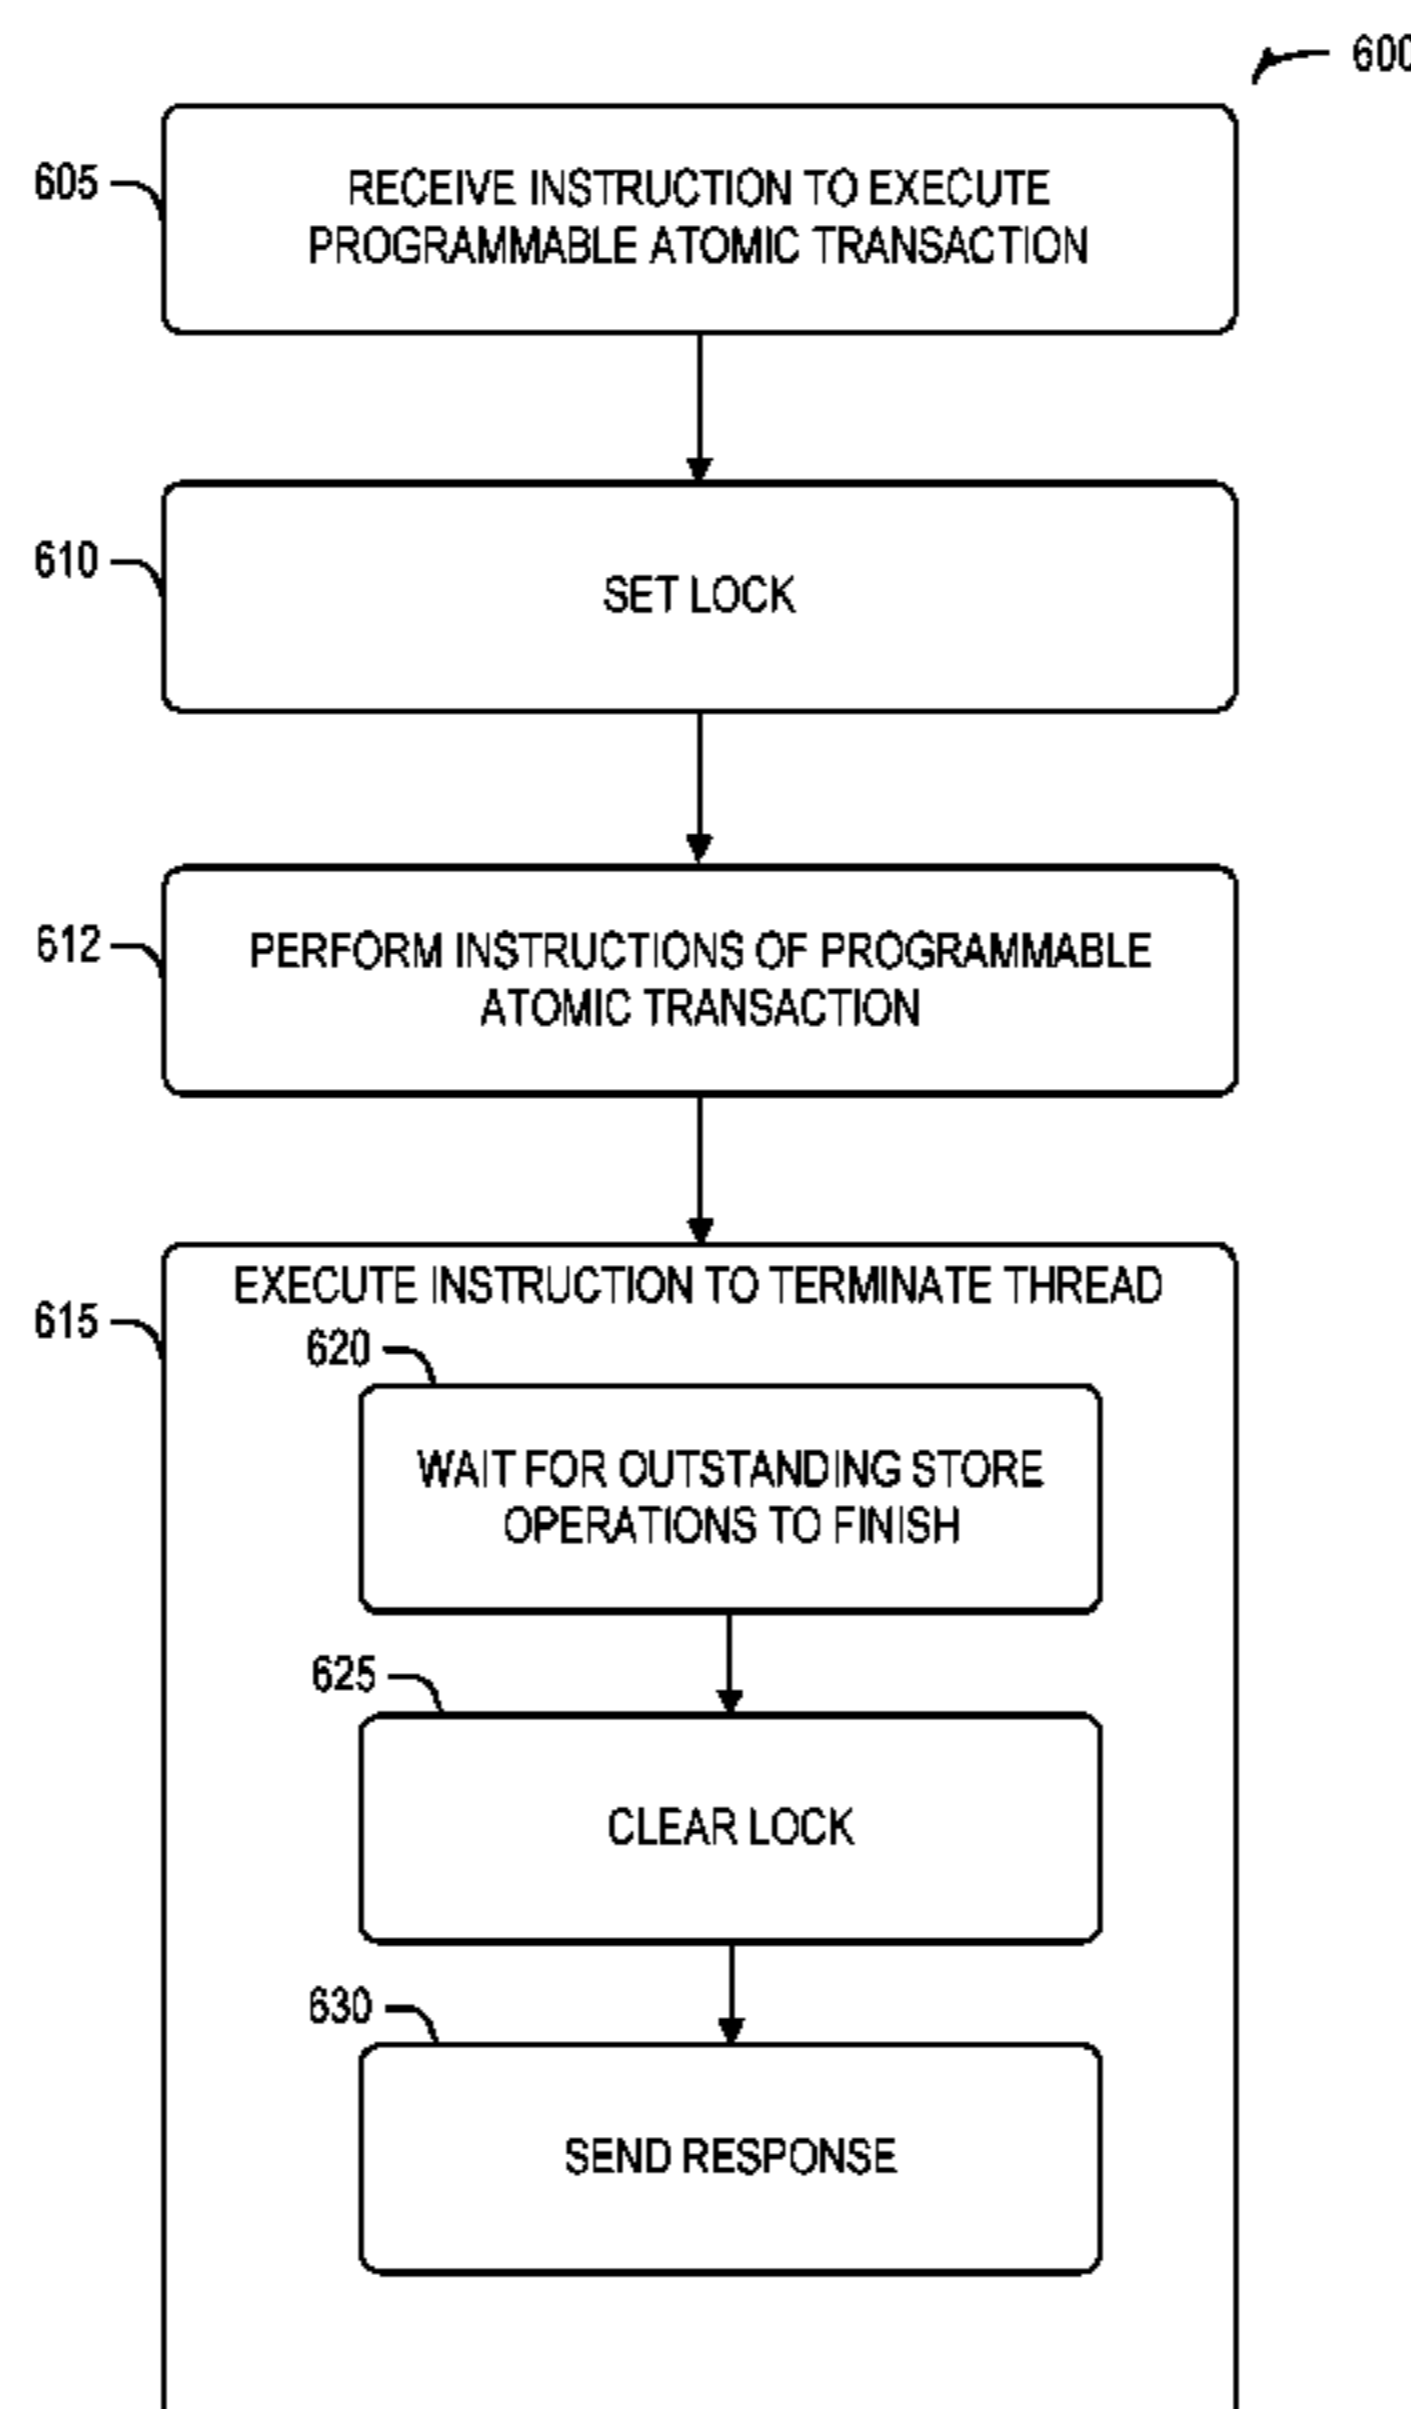 600
605
RECEIVE INSTRUCTION TO EXECUTE
PROGRAMMABLE ATOMIC TRANSACTION
610
SET LOCK
612
PERFORM INSTRUCTIONS OF PROGRAMMABLE
ATOMIC TRANSACTION
615
EXECUTE INSTRUCTION TO TERMINATE THREAD
620
WAIT FOR OUTSTANDING STORE
OPERATIONS TO FINISH
625
CLEAR LOCK
630
SEND RESPONSE